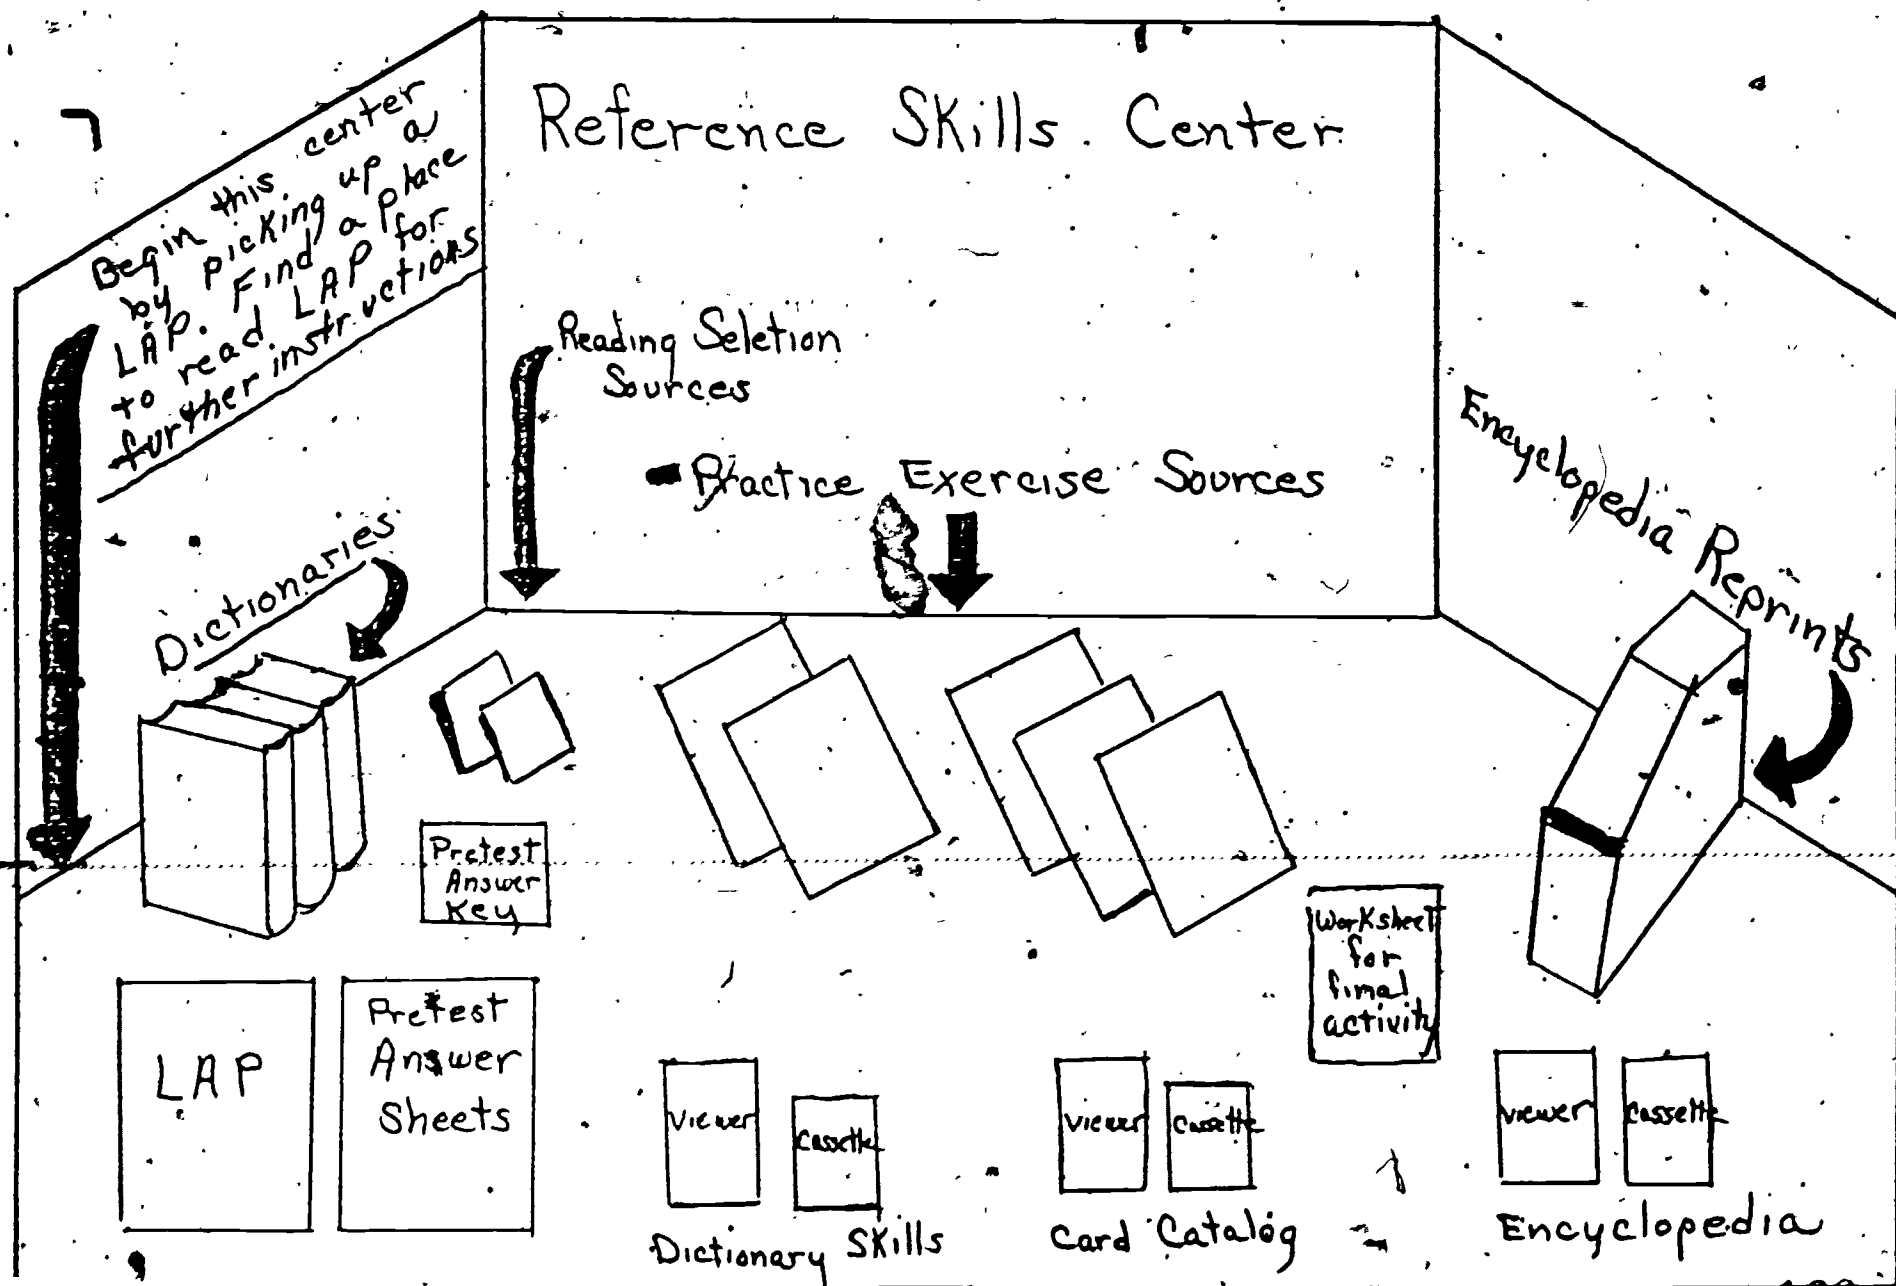 Reference Skills Center
Begin this center
by picking up a
LAP. Find a place
to read LAP for
further instructions
Reading Seletion
Sources
Practice Exercise Sources
Encyclopedia Reprints
Dictionaries
Pretest
Answer
Key
Worksheet
for
final
activity
LAP
Pretest
Answer
Sheets
Viewer
Cassette
Dictionary Skills
Viewer
Cassette
Card Catalog
Viewer
Cassette
Encyclopedia